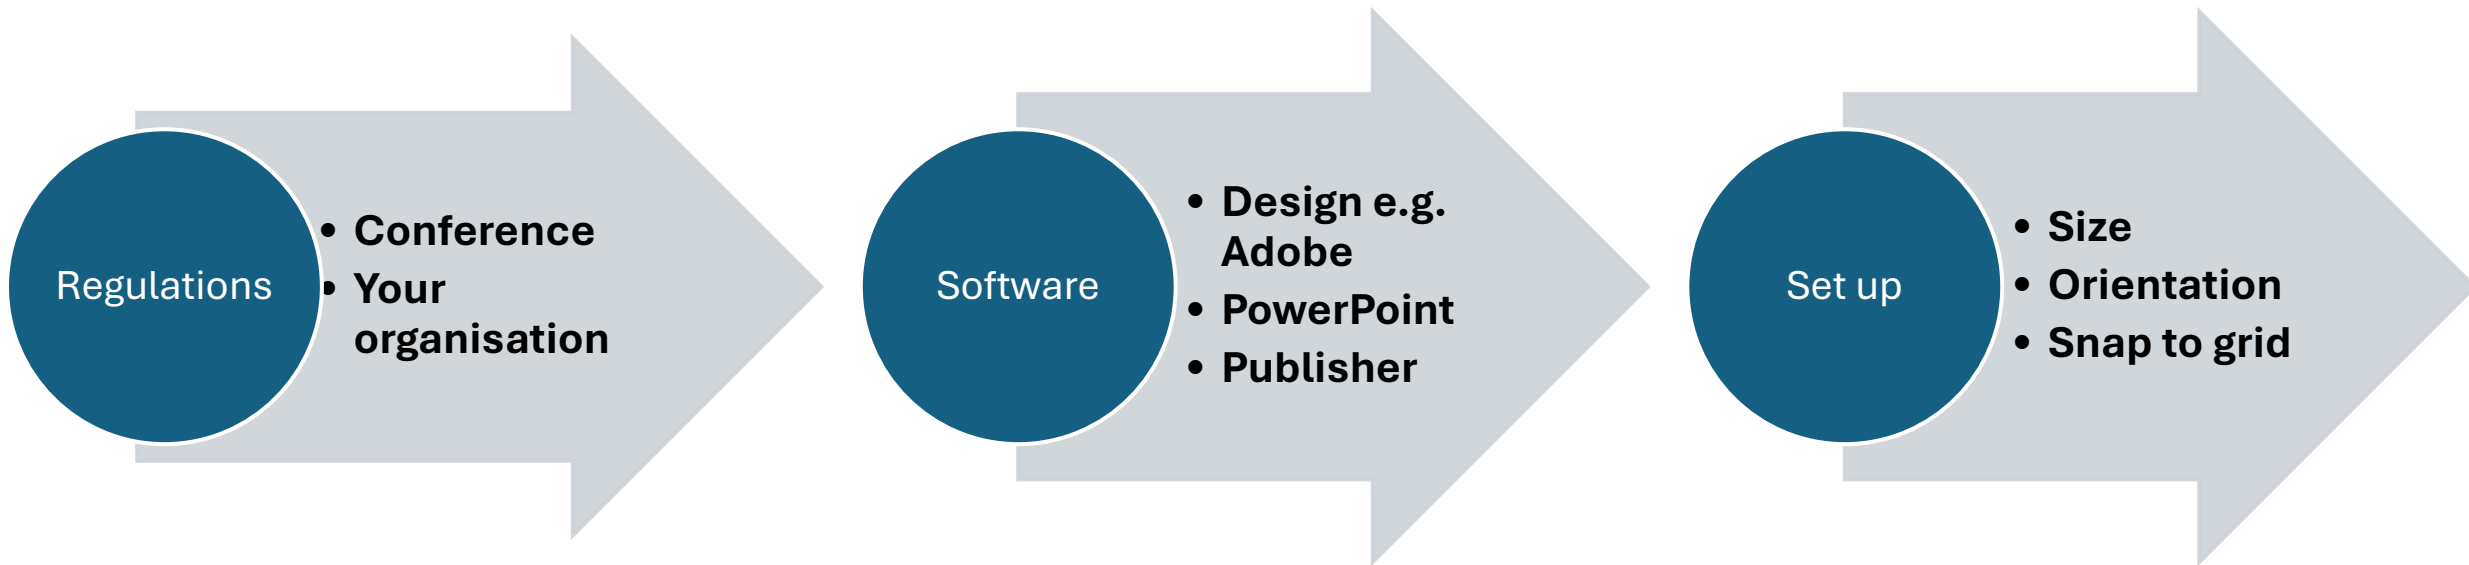 Regulations
• Conference
• Your
organisation
Software
• Design e.g.
Adobe
• PowerPoint
• Publisher
Set up
• Size
• Orientation
• Snap to grid